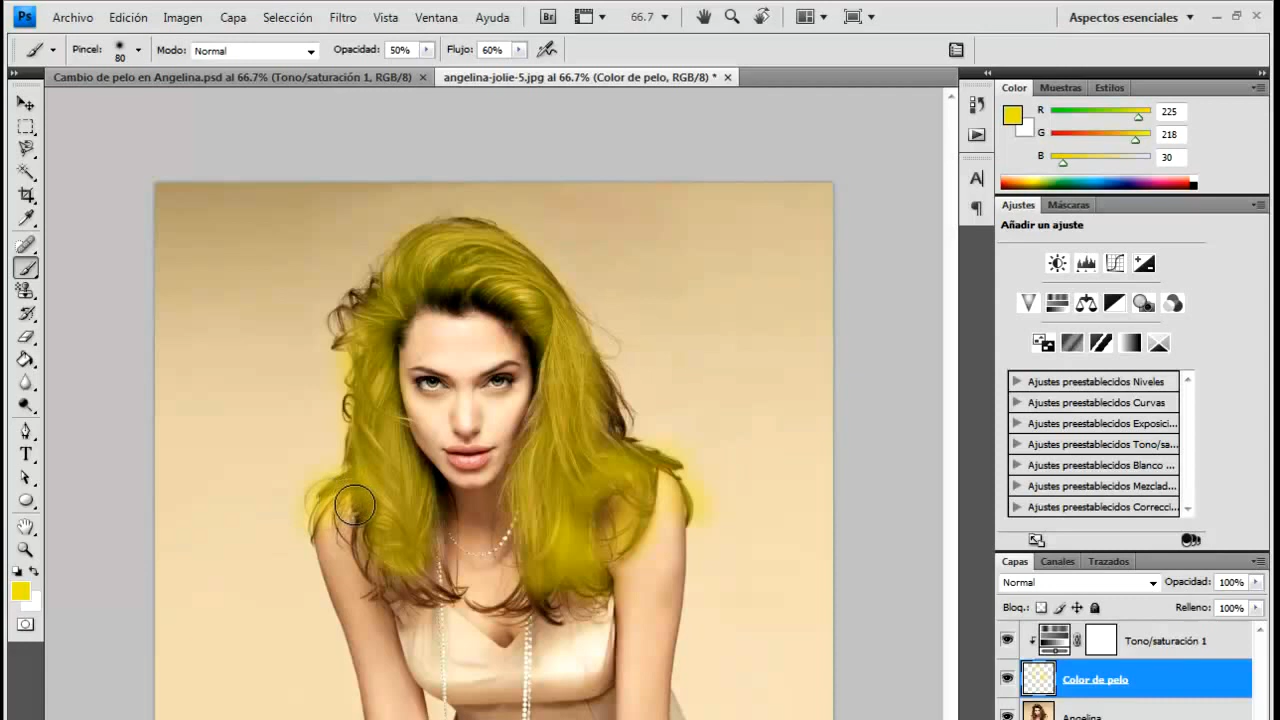 Ps Archivo Edición Imagen Capa Selección Filtro Vista Ventana Ayuda Br 66.7 Aspectos esenciales
Pincel: 80 Modo: Normal Opacidad: 50% Flujo: 60%
Cambio de pelo en Angelina.psd al 66.7% (Tono/saturación 1, RGB/8) × angelina-jolie-5.jpg al 66.7% (Color de pelo, RGB/8) * ×
Color Muestras Estilos
R 225
G 218
B 30
Ajustes Máscaras
Añadir un ajuste
Ajustes preestablecidos Niveles
Ajustes preestablecidos Curvas
Ajustes preestablecidos Exposici...
Ajustes preestablecidos Tono/sa...
Ajustes preestablecidos Blanco ...
Ajustes preestablecidos Mezclad...
Ajustes preestablecidos Correcci...
Capas Canales Trazados
Normal Opacidad: 100%
Bloq.: Relleno: 100%
Tono/saturación 1
Color de pelo
Angelina